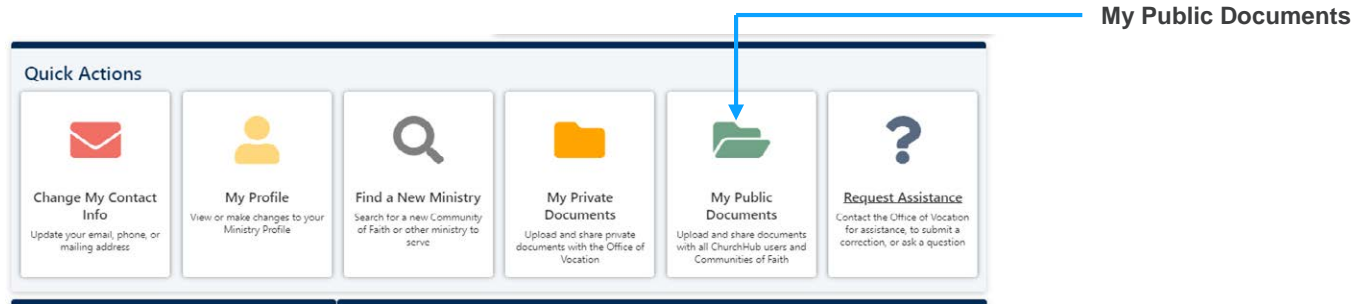 My Public Documents
Quick Actions
Change My Contact
Info
Update your email, phone, or
mailing address
My Profile
View or make changes to your
Ministry Profile
Find a New Ministry
Search for a new Community
of Faith or other ministry to
serve
My Private
Documents
Upload and share private
documents with the Office of
Vocation
My Public
Documents
Upload and share documents
with all ChurchHub users and
Communities of Faith
Request Assistance
Contact the Office of Vocation
for assistance, to submit a
correction, or ask a question